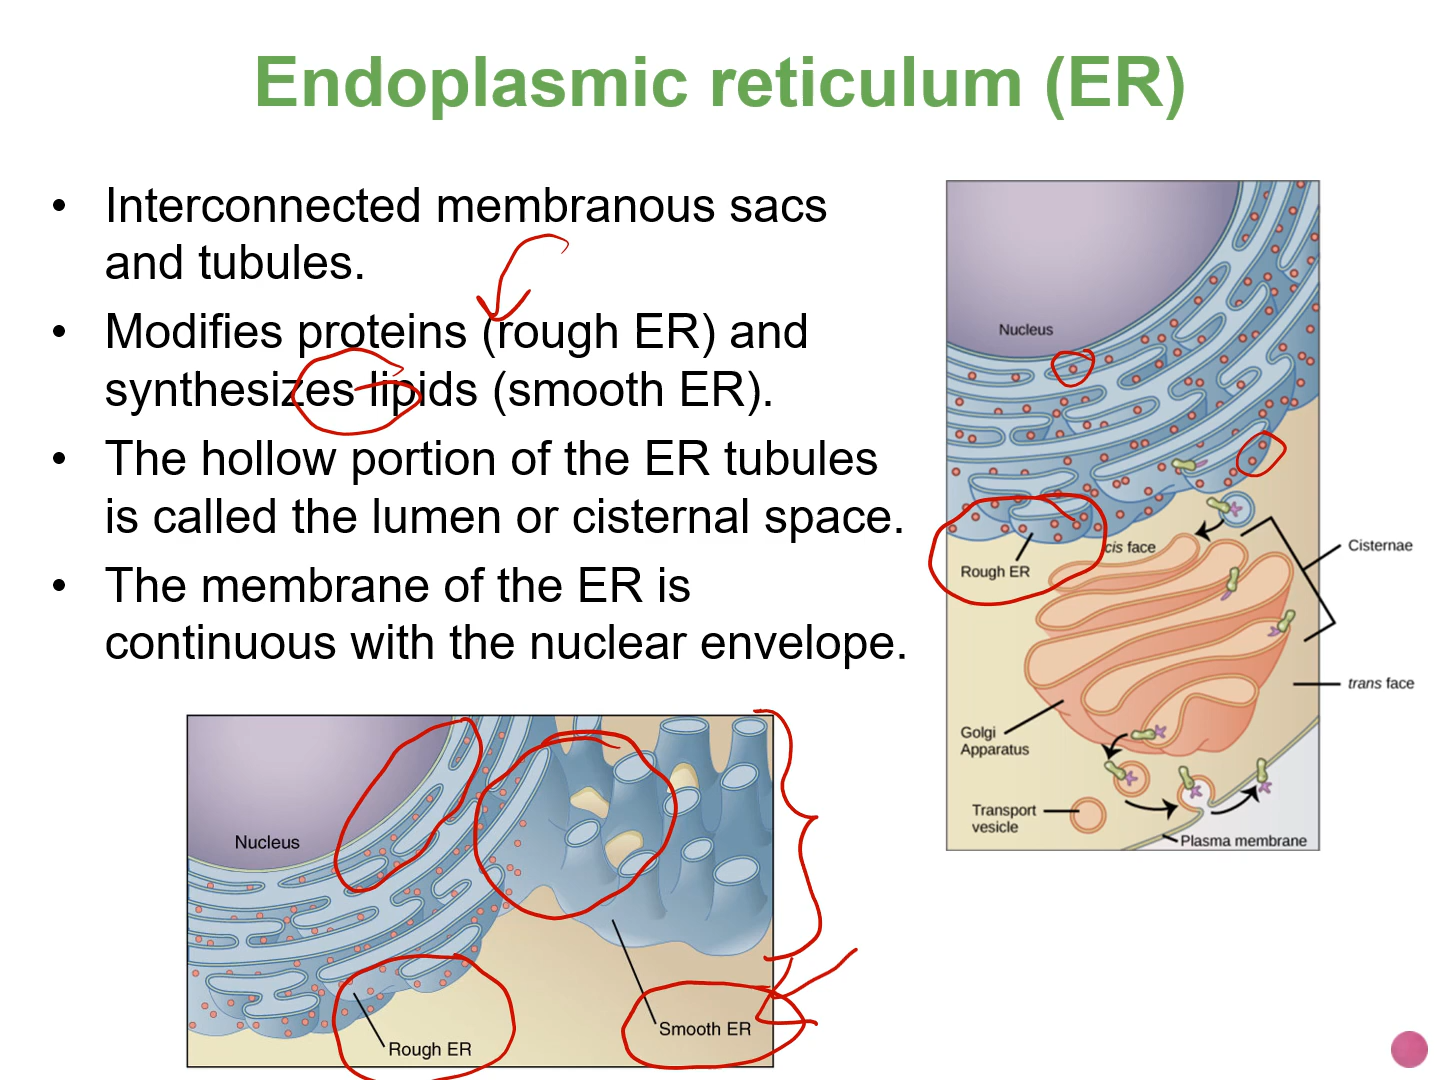 Endoplasmic reticulum (ER)
• Interconnected membranous sacs
and tubules.
• Modifies proteins (rough ER) and
synthesizes lipids (smooth ER).
• The hollow portion of the ER tubules
is called the lumen or cisternal space.
• The membrane of the ER is
continuous with the nuclear envelope.
Nucleus
Rough ER
cis face
Cisternae
trans face
Golgi
Apparatus
Transport
vesicle
Plasma membrane
Nucleus
Smooth ER
Rough ER